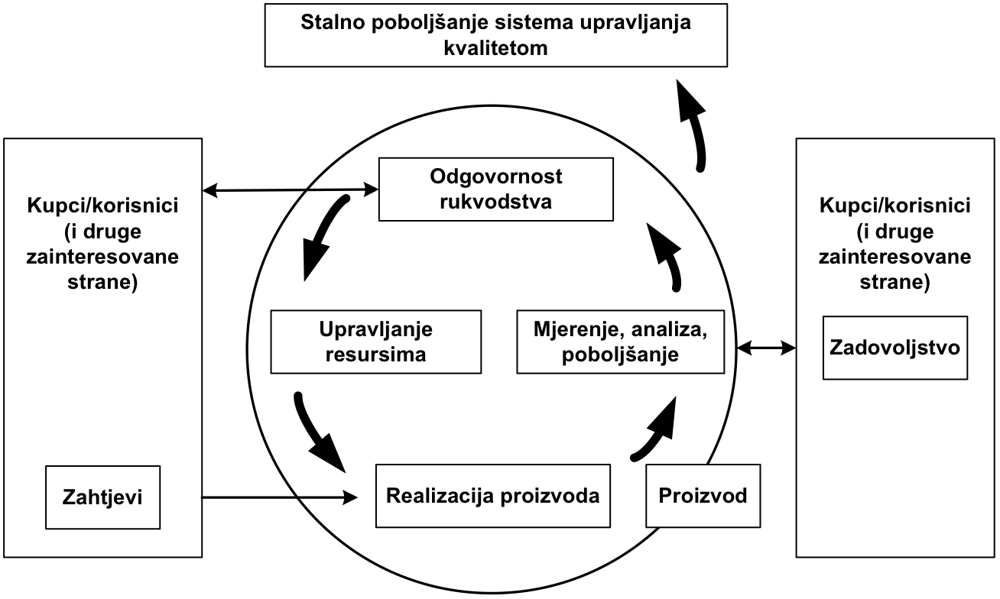 Stalno poboljšanje sistema upravljanja
kvalitetom
Kupci/korisnici
(i druge
zainteresovane
strane)
Zahtjevi
Odgovornost
rukvodstva
Upravljanje
resursima
Mjerenje, analiza,
poboljšanje
Realizacija proizvoda
Proizvod
Kupci/korisnici
(i druge
zainteresovane
strane)
Zadovoljstvo